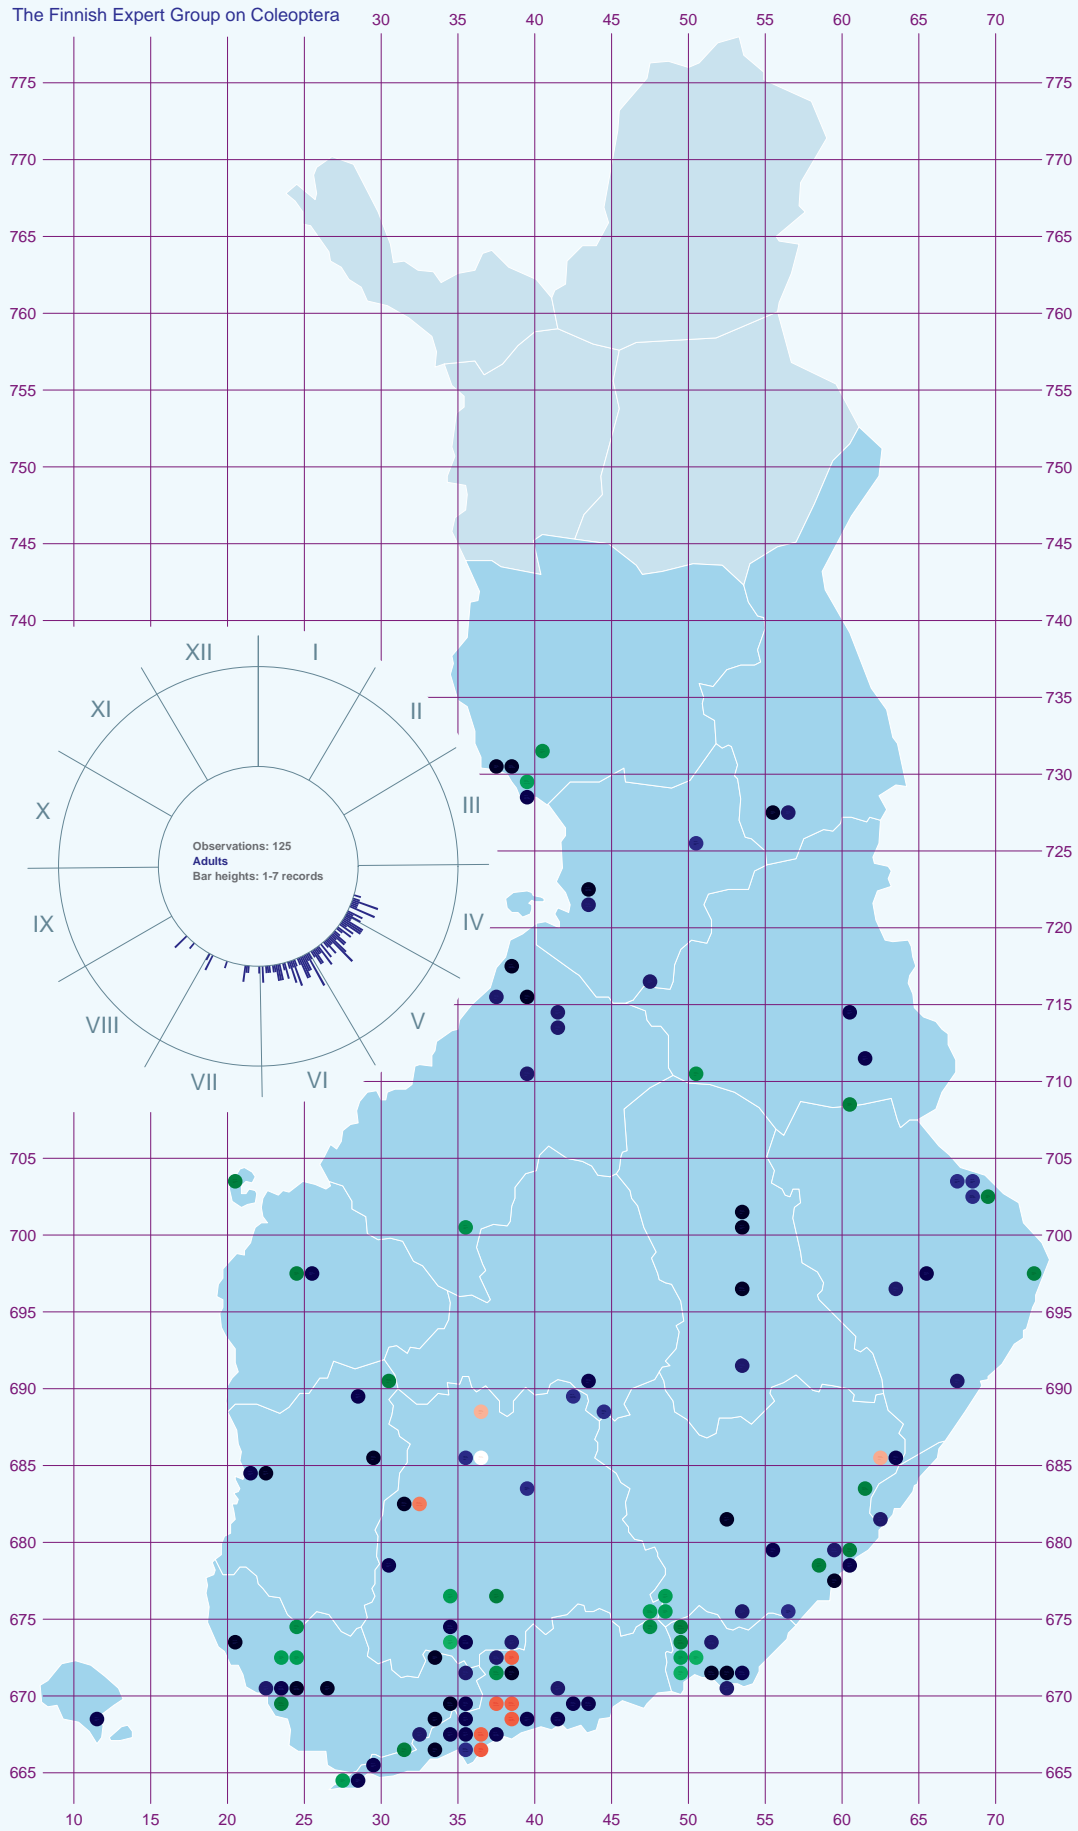 The Finnish Expert Group on Coleoptera
30 40 35 40 45 50 55 60 70
775 775
770 770
765 765
760 760
755 755
750 750
745 745
740 740
XII I
735
XI II
730
III
X
Observations: 125
Adults
725
Bar heights: 1-7 records
IX IV
720
VIII V
715
VII VI
710
705 705
700 700
695 695
690 690
685 685
680 680
675 675
670 670
665 665
10 15 20 25 30 35 40 45 50 55 60 65 70